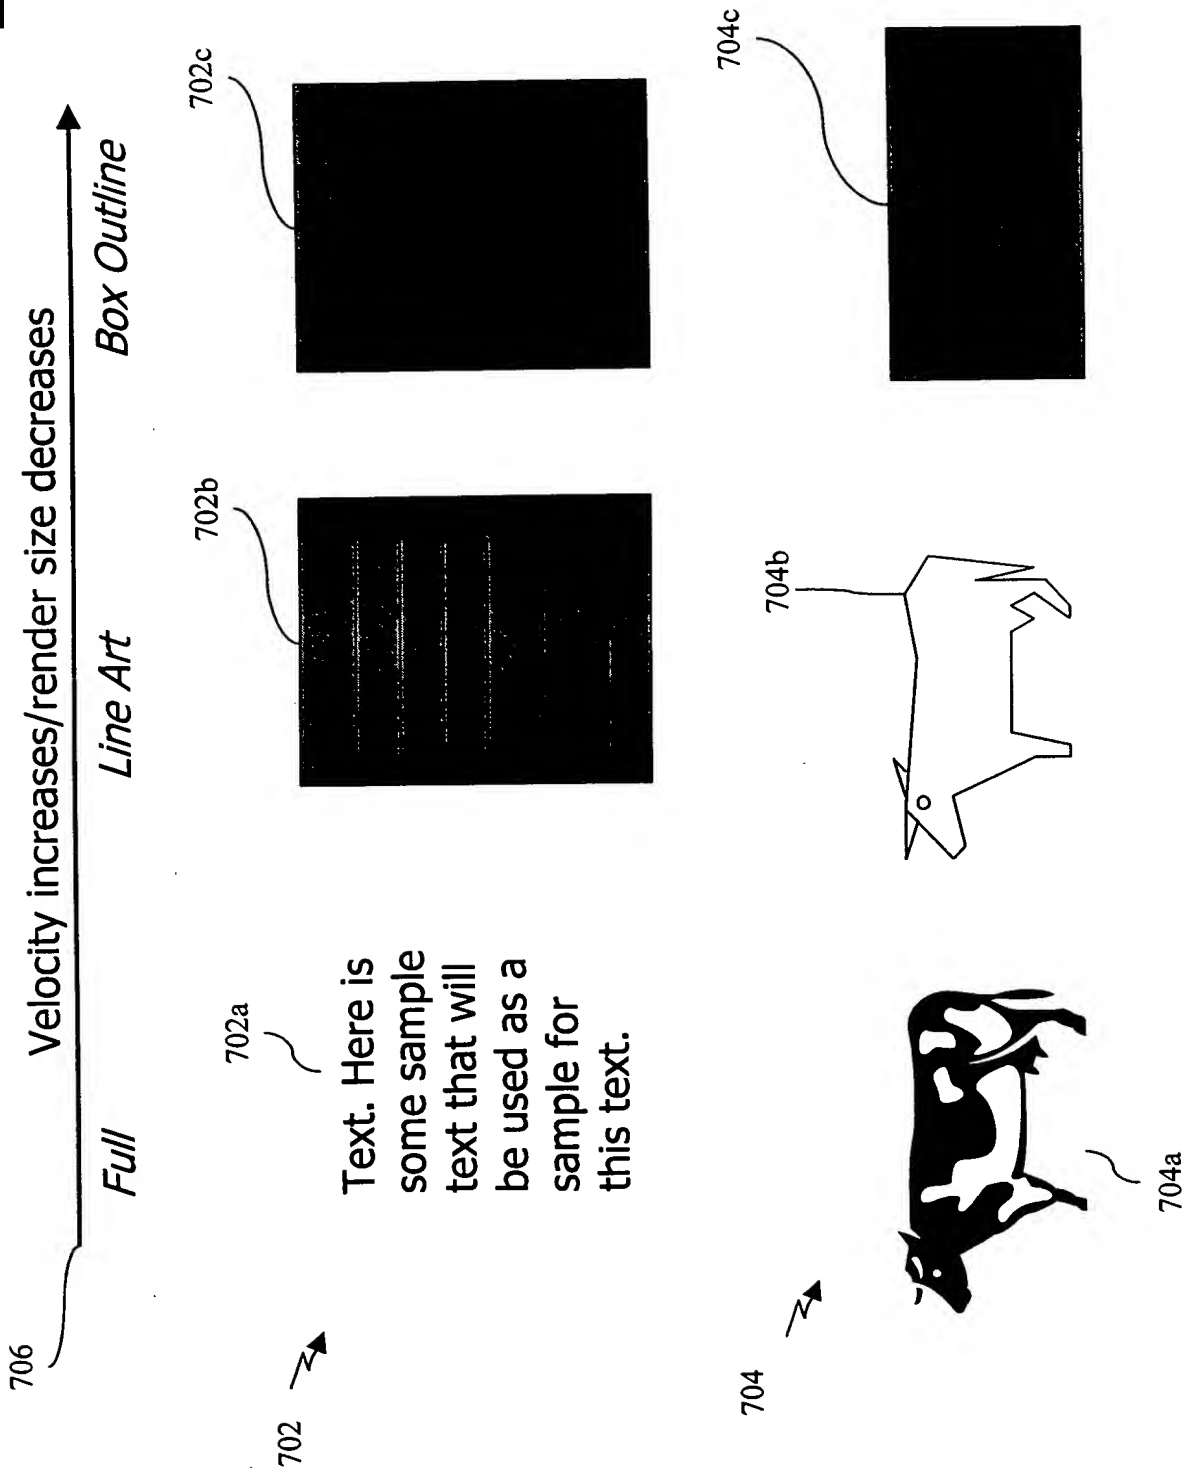 706
Velocity increases/render size decreases
Full
Line Art
Box Outline
702
702a
702b
702c
Text. Here is
some sample
text that will
be used as a
sample for
this text.
704
704a
704b
704c